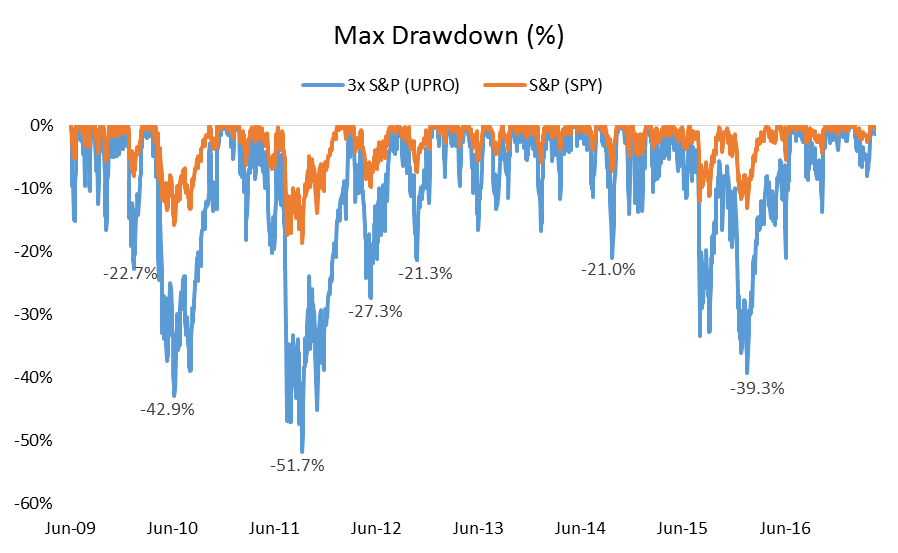 Max Drawdown (%)
3x S&P (UPRO) S&P (SPY)
0%
-10%
-20%
-22.7% -21.3% -21.0%
-30%
-27.3%
-40%
-39.3%
-42.9%
-50%
-51.7%
-60%
Jun-09 Jun-10 Jun-11 Jun-12 Jun-13 Jun-14 Jun-15 Jun-16